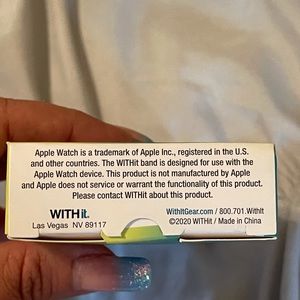 Apple Watch is a trademark of Apple Inc., registered in the U.S.
and other countries. The WITHit band is designed for use with the
Apple Watch device. This product is not manufactured by Apple
and Apple does not service or warrant the functionality of this product.
Please contact WITHit about this product.
WITHit.
Las Vegas NV 89117
WithItGear.com / 800.701.WithIt
©2020 WITHit / Made in China